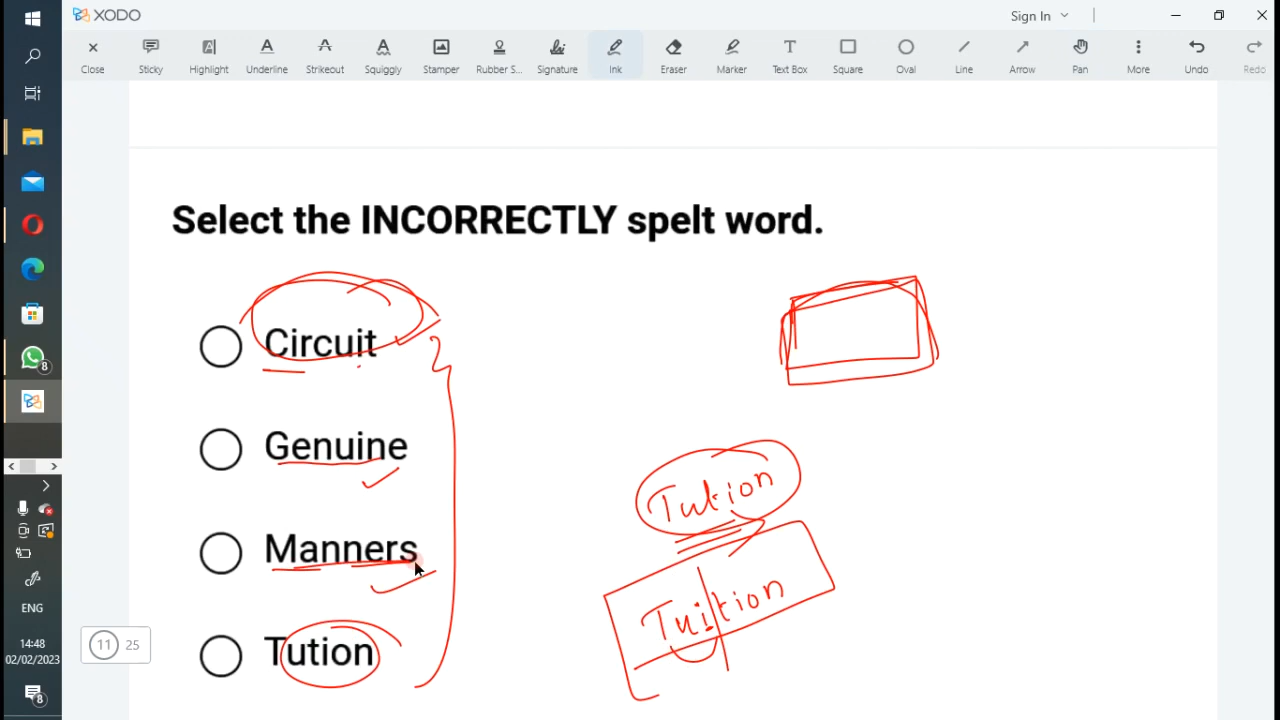 XODO
Sign In
Close
Sticky
Highlight
Underline
Strikeout
Squiggly
Stamper
Rubber S...
Signature
Ink
Eraser
Marker
Text Box
Square
Oval
Line
Arrow
Pan
More
Undo
Redo
Select the INCORRECTLY spelt word.
Circuit
Genuine
Tution
Manners
Tuition
Tution
ENG
14:48
02/02/2023
11 25
8
8